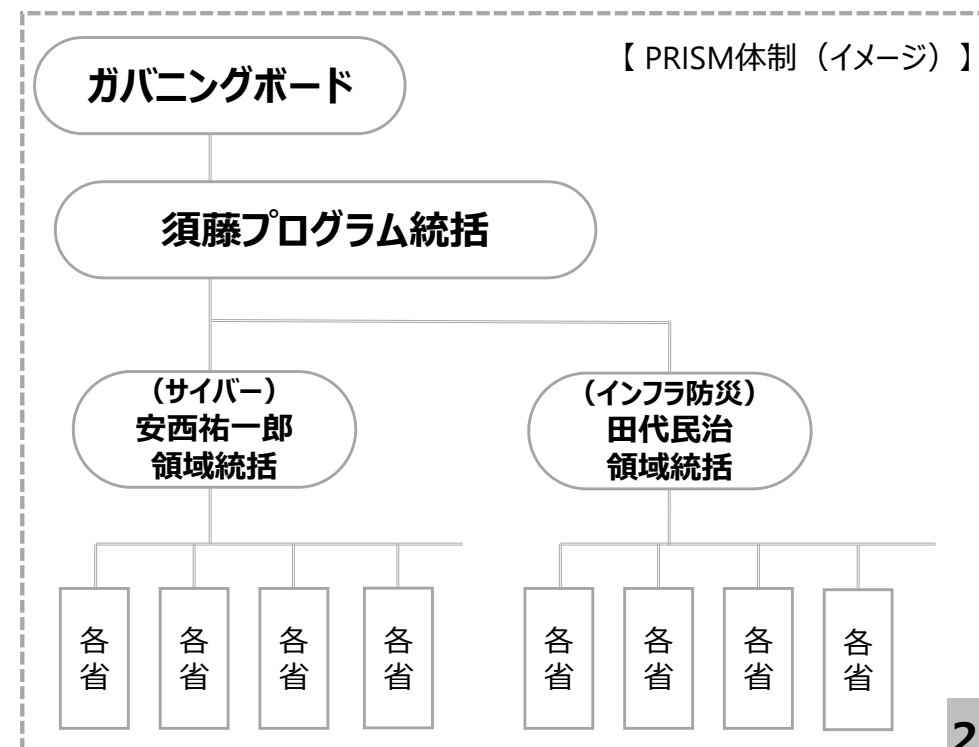 【 PRISM体制（イメージ）】
ガバニングボード
須藤プログラム統括
（サイバー）
安西祐一郎
領域統括
（インフラ防災）
田代民治
領域統括
各省
各省
各省
各省
各省
各省
各省
各省
2